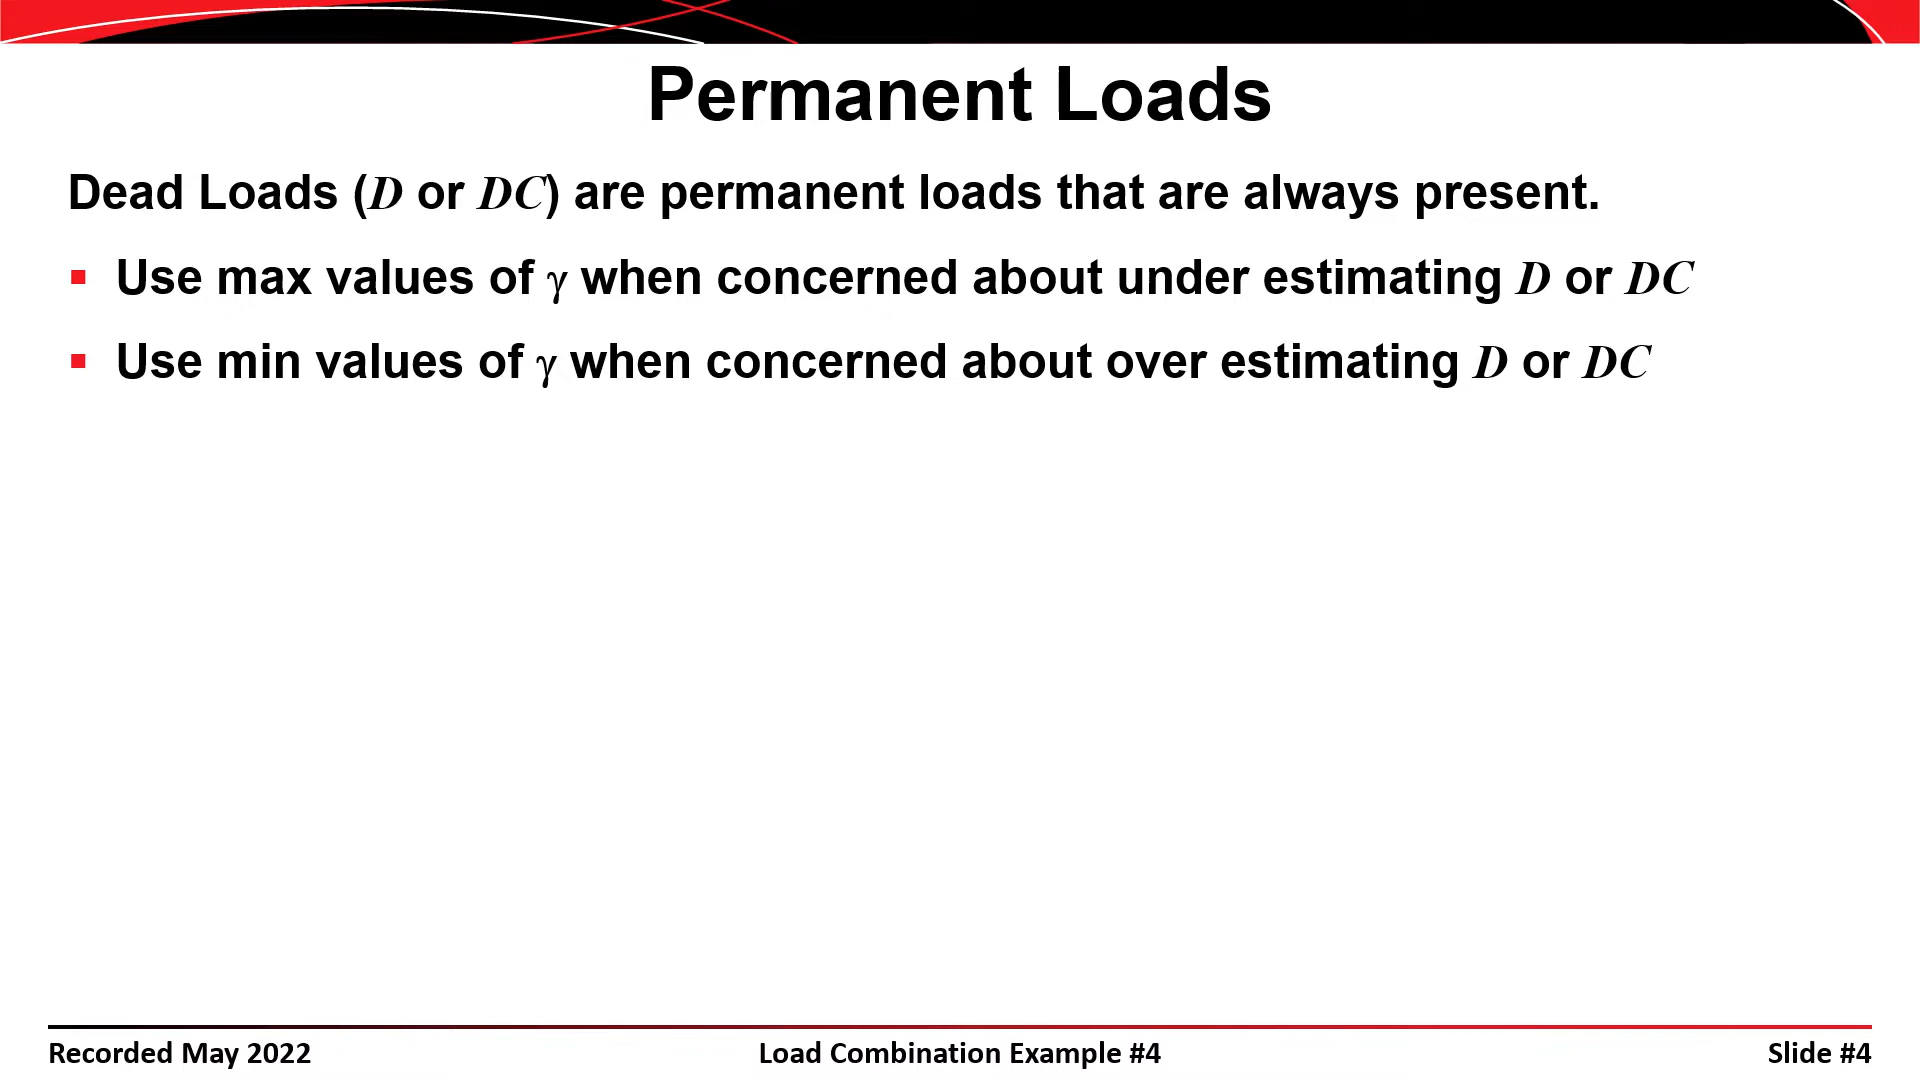 Permanent Loads
Dead Loads (D or DC) are permanent loads that are always present.
▪ Use max values of γ when concerned about under estimating D or DC
▪ Use min values of γ when concerned about over estimating D or DC
Recorded May 2022
Load Combination Example #4
Slide #4